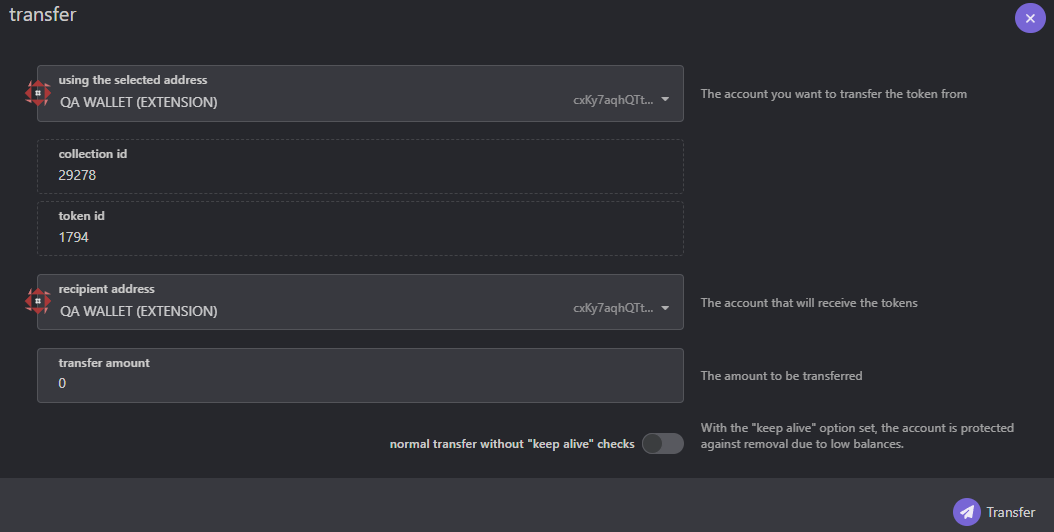 transfer
using the selected address
QA WALLET (EXTENSION)
cxKy7aqhQTt...
The account you want to transfer the token from
collection id
29278
token id
1794
recipient address
QA WALLET (EXTENSION)
cxKy7aqhQTt...
The account that will receive the tokens
transfer amount
0
The amount to be transferred
normal transfer without "keep alive" checks
With the "keep alive" option set, the account is protected
against removal due to low balances.
Transfer